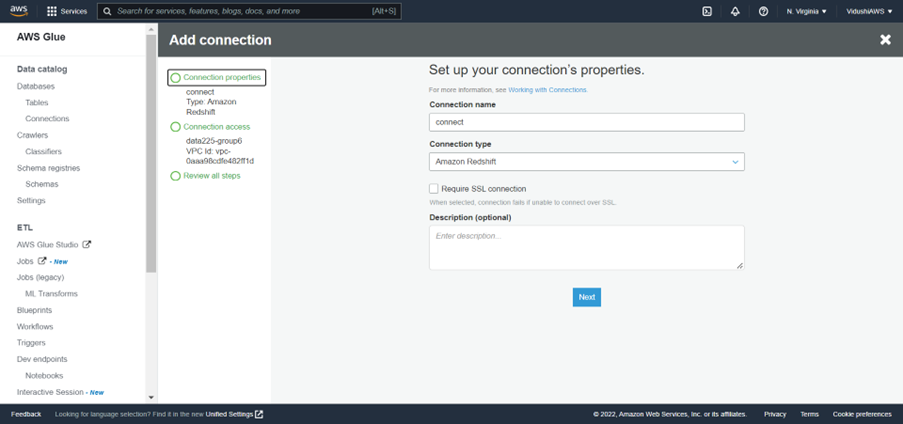 aws
Services
Search for services, features, blogs, docs, and more
[Alt+S]
N. Virginia
VidushiAWS
AWS Glue
Data catalog
Databases
Tables
Connections
Crawlers
Classifiers
Schema registries
Schemas
Settings
ETL
AWS Glue Studio
Jobs - New
Jobs (legacy)
ML Transforms
Blueprints
Workflows
Triggers
Dev endpoints
Notebooks
Interactive Session - New
Add connection
Connection properties
connect
Type: Amazon
Redshift
Connection access
data225-group6
VPC Id: vpc-
0aaa98cdfe482ff1d
Review all steps
Set up your connection's properties.
For more information, see Working with Connections.
Connection name
connect
Connection type
Amazon Redshift
Require SSL connection
When selected, connection fails if unable to connect over SSL.
Description (optional)
Enter description...
Next
Feedback
Looking for language selection? Find it in the new Unified Settings
© 2022, Amazon Web Services, Inc. or its affiliates.
Privacy
Terms
Cookie preferences